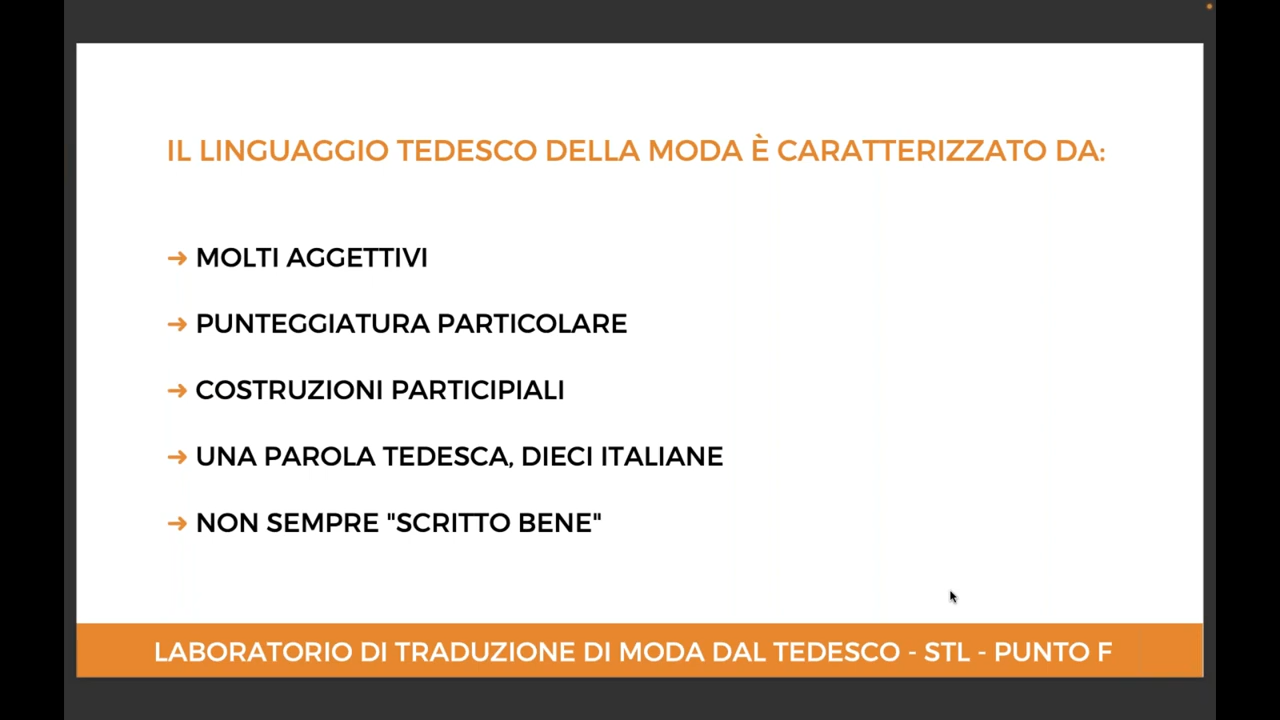 IL LINGUAGGIO TEDESCO DELLA MODA È CARATTERIZZATO DA:
➔ MOLTI AGGETTIVI
➔ PUNTEGGIATURA PARTICOLARE
➔ COSTRUZIONI PARTICIPIALI
➔ UNA PAROLA TEDESCA, DIECI ITALIANE
➔ NON SEMPRE "SCRITTO BENE"
LABORATORIO DI TRADUZIONE DI MODA DAL TEDESCO - STL - PUNTO F